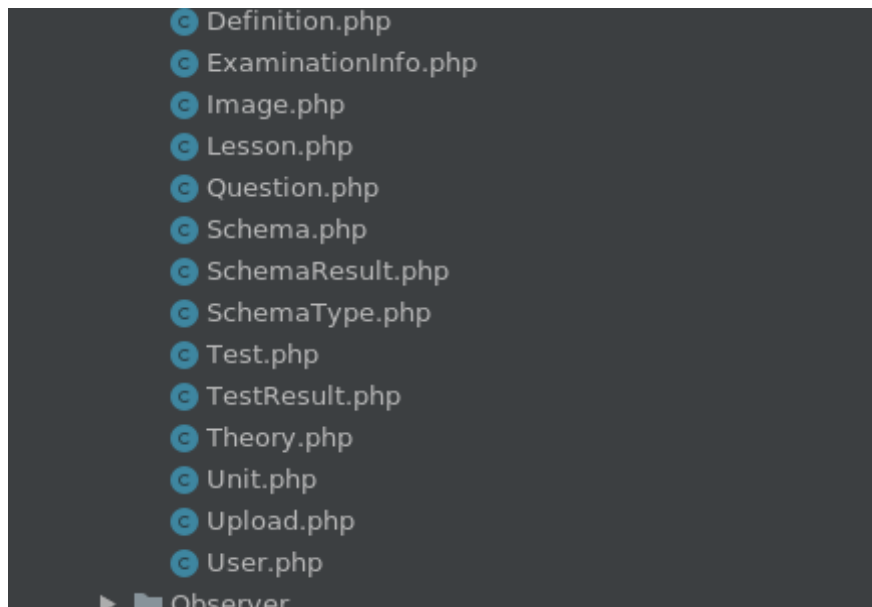 Definition.php
ExaminationInfo.php
Image.php
Lesson.php
Question.php
Schema.php
SchemaResult.php
SchemaType.php
Test.php
TestResult.php
Theory.php
Unit.php
Upload.php
User.php
Observer